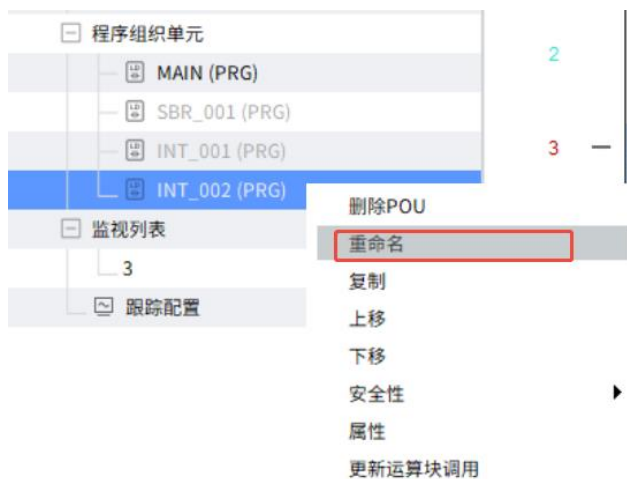 程序组织单元
MAIN (PRG)
SBR_001 (PRG)
INT_001 (PRG)
INT_002 (PRG)
监视列表
3
跟踪配置
2
3
删除POU
重命名
复制
上移
下移
安全性
属性
更新运算块调用